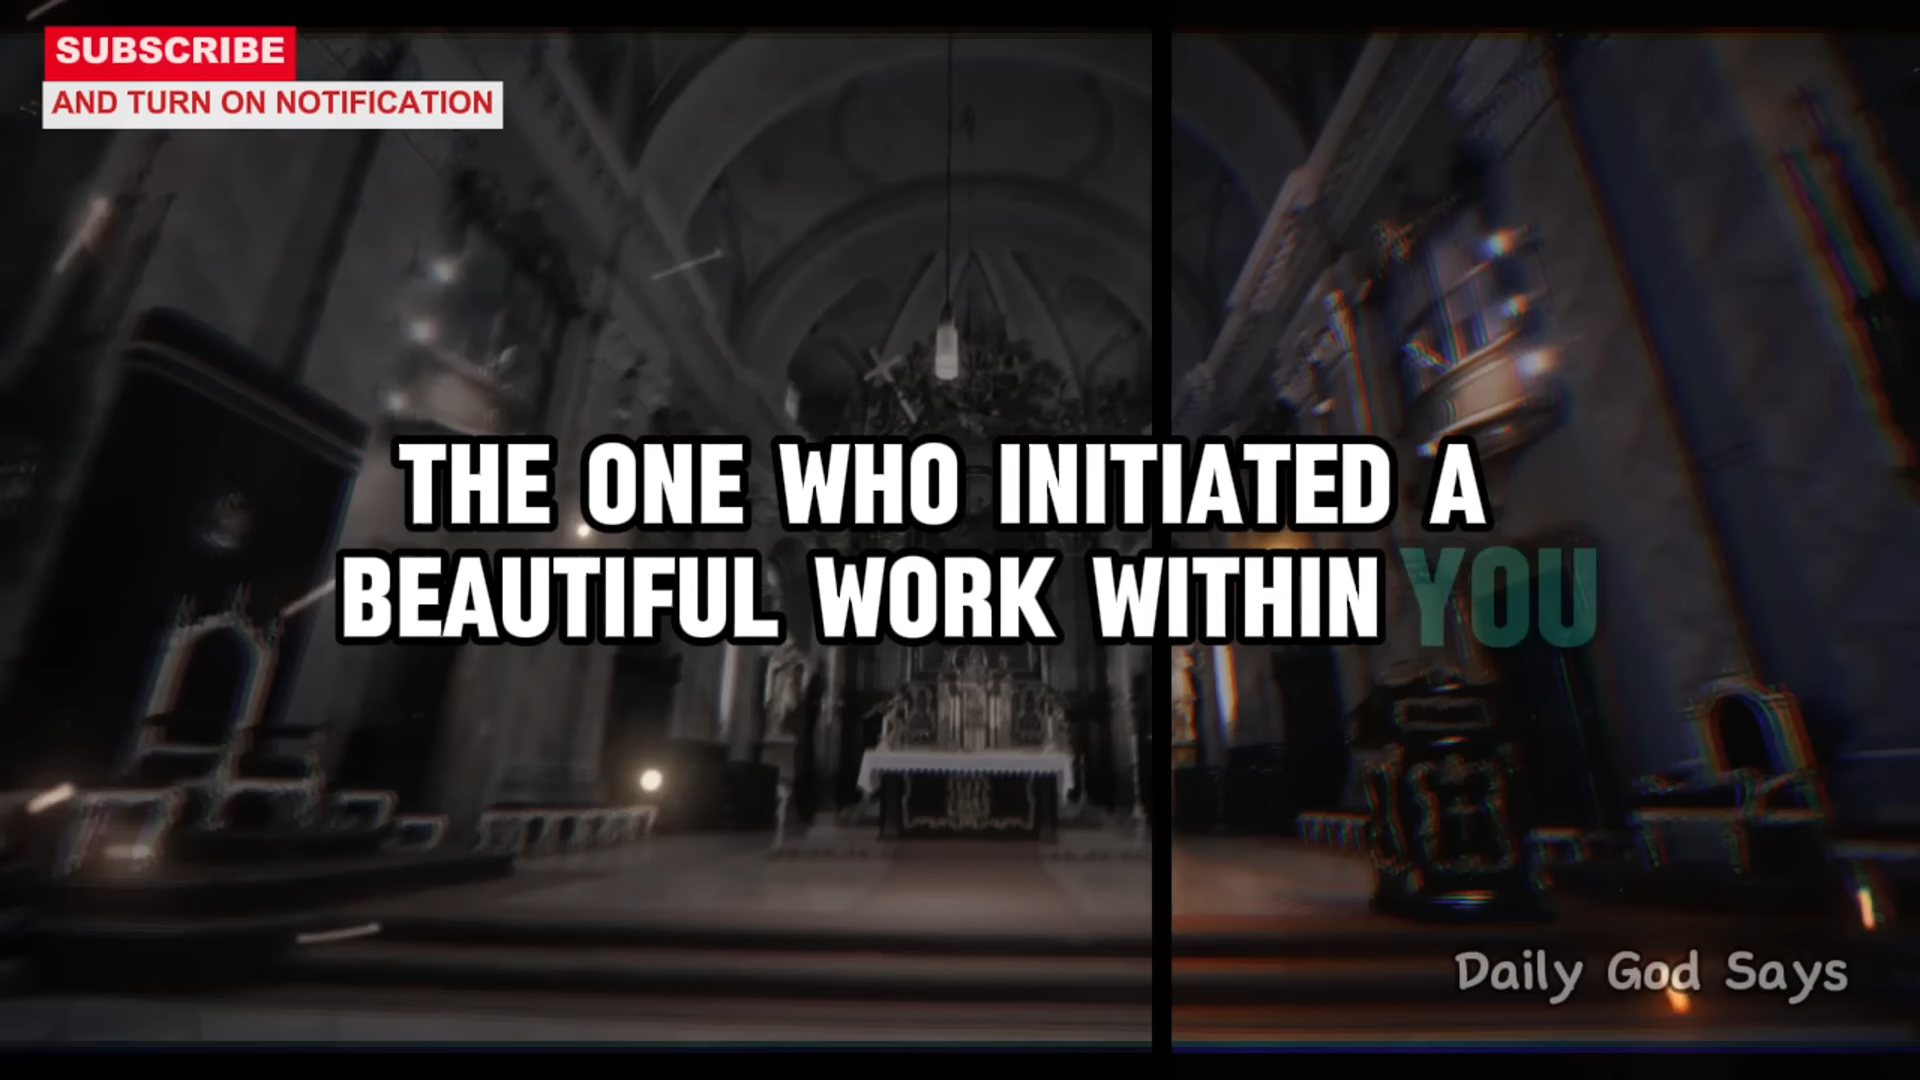 SUBSCRIBE
AND TURN ON NOTIFICATION
THE ONE WHO INITIATED A
BEAUTIFUL WORK WITHIN YOU
Daily God Says